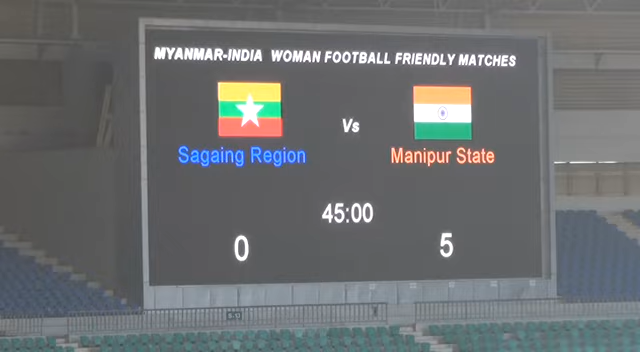 MYANMAR-INDIA WOMAN FOOTBALL FRIENDLY MATCHES
Vs
Sagaing Region Manipur State
45:00
0 5